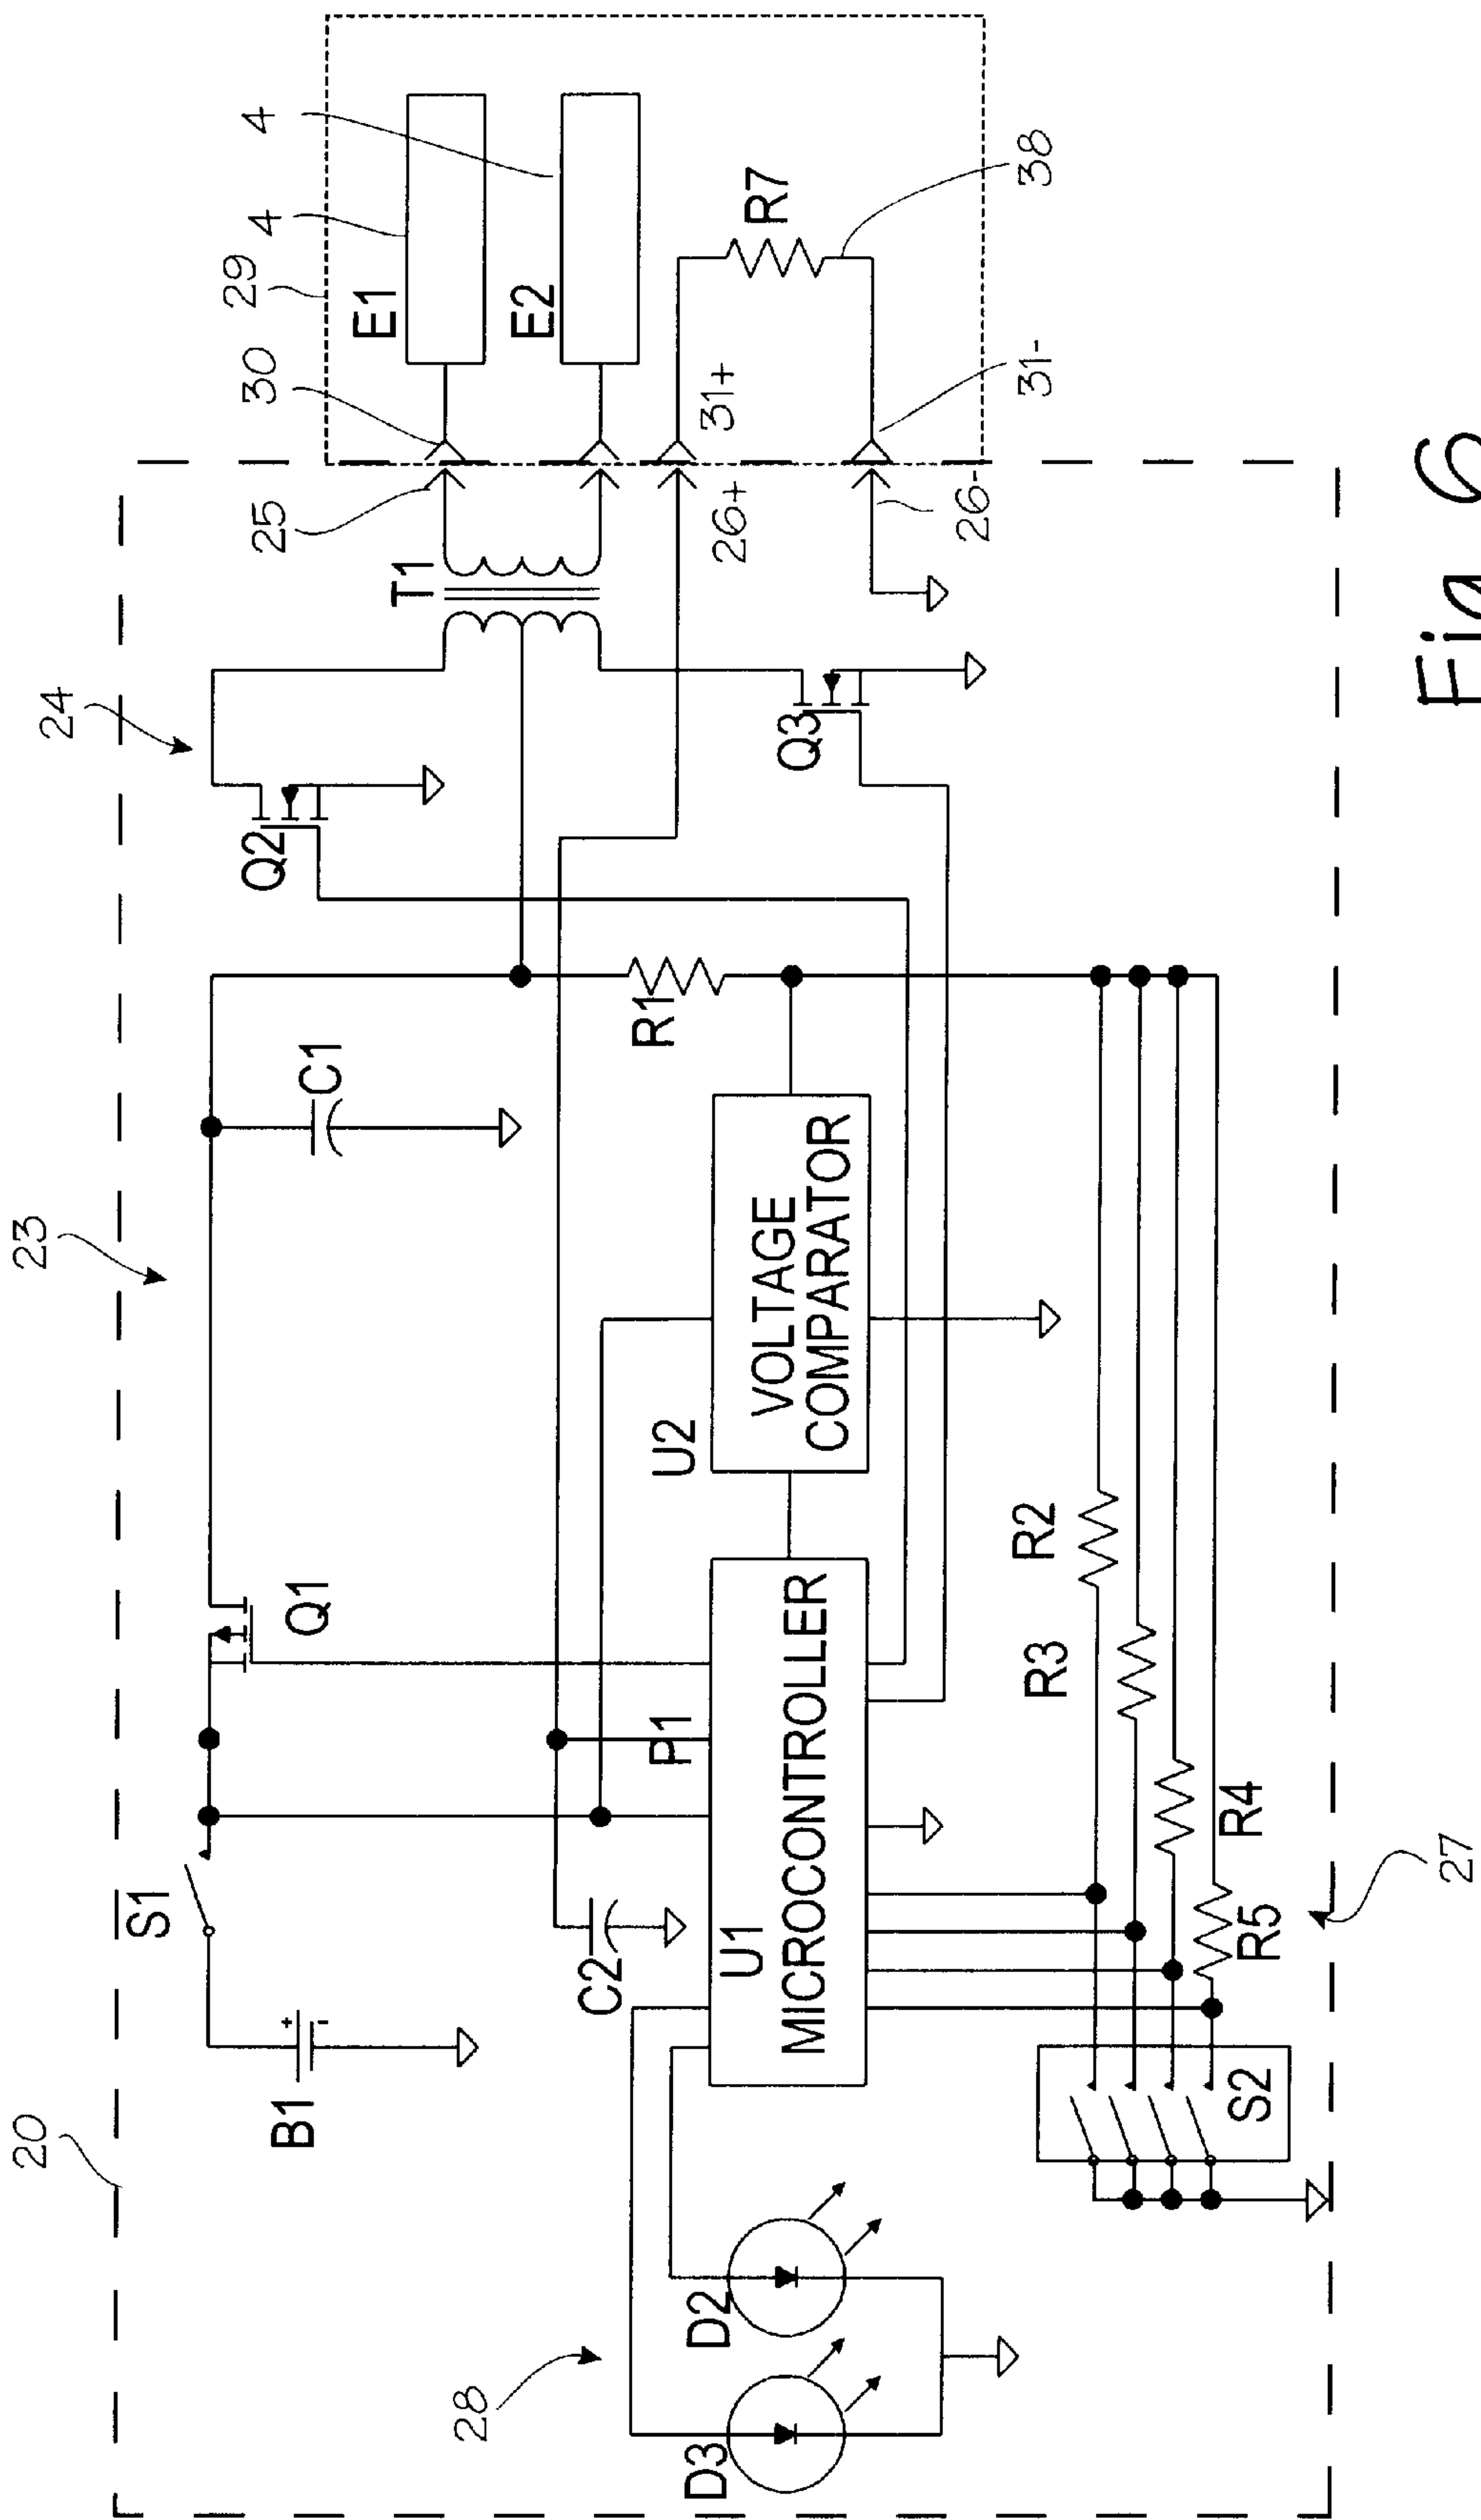 20
23
24
29
4
4
30
S1
B1
Q1
C1
Q2
25
T1
E1
E2
28
C2
P1
U2
R1
26+
31+
R7
D3
D2
U1
MICROCONTROLLER
VOLTAGE
COMPARATOR
Q3
26-
31-
38
R2
R3
R4
R5
S2
27
Fig. 6